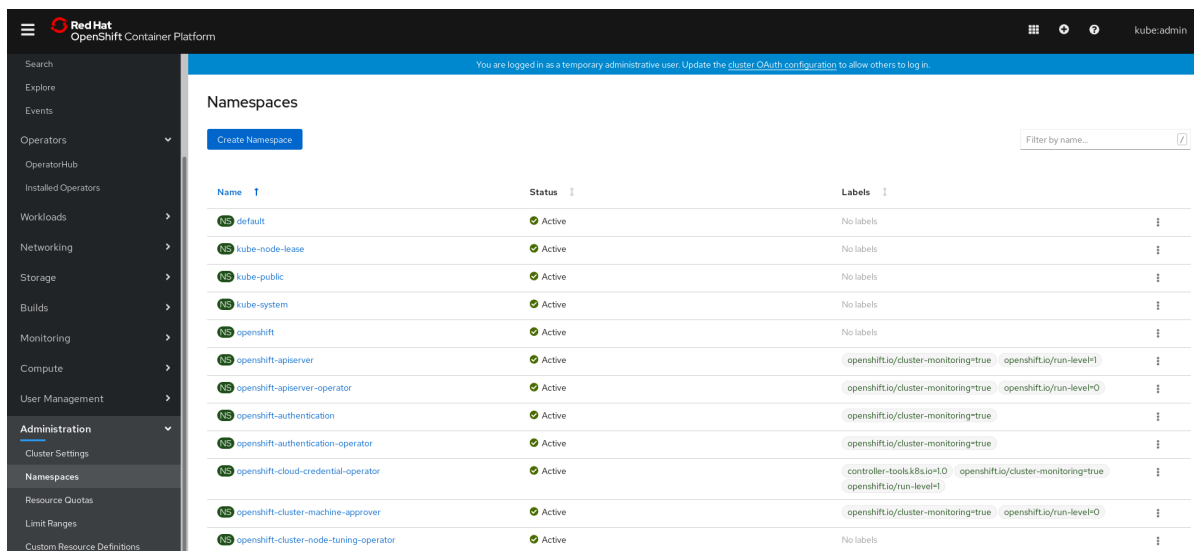 Red Hat
OpenShift Container Platform
kube:admin
You are logged in as a temporary administrative user. Update the cluster OAuth configuration to allow others to log in.
Search
Explore
Events
Operators
OperatorHub
Installed Operators
Workloads
Networking
Storage
Builds
Monitoring
Compute
User Management
Administration
Cluster Settings
Namespaces
Resource Quotas
Limit Ranges
Custom Resource Definitions
Namespaces
Create Namespace
Filter by name... /
Name Status Labels
NS default Active No labels
NS kube-node-lease Active No labels
NS kube-public Active No labels
NS kube-system Active No labels
NS openshift Active No labels
NS openshift-apiserver Active openshift.io/cluster-monitoring=true openshift.io/run-level=1
NS openshift-apiserver-operator Active openshift.io/cluster-monitoring=true openshift.io/run-level=0
NS openshift-authentication Active openshift.io/cluster-monitoring=true
NS openshift-authentication-operator Active openshift.io/cluster-monitoring=true
NS openshift-cloud-credential-operator Active controller-tools.k8s.io=1.0 openshift.io/cluster-monitoring=true
openshift.io/run-level=1
NS openshift-cluster-machine-approver Active openshift.io/cluster-monitoring=true openshift.io/run-level=0
NS openshift-cluster-node-tuning-operator Active No labels